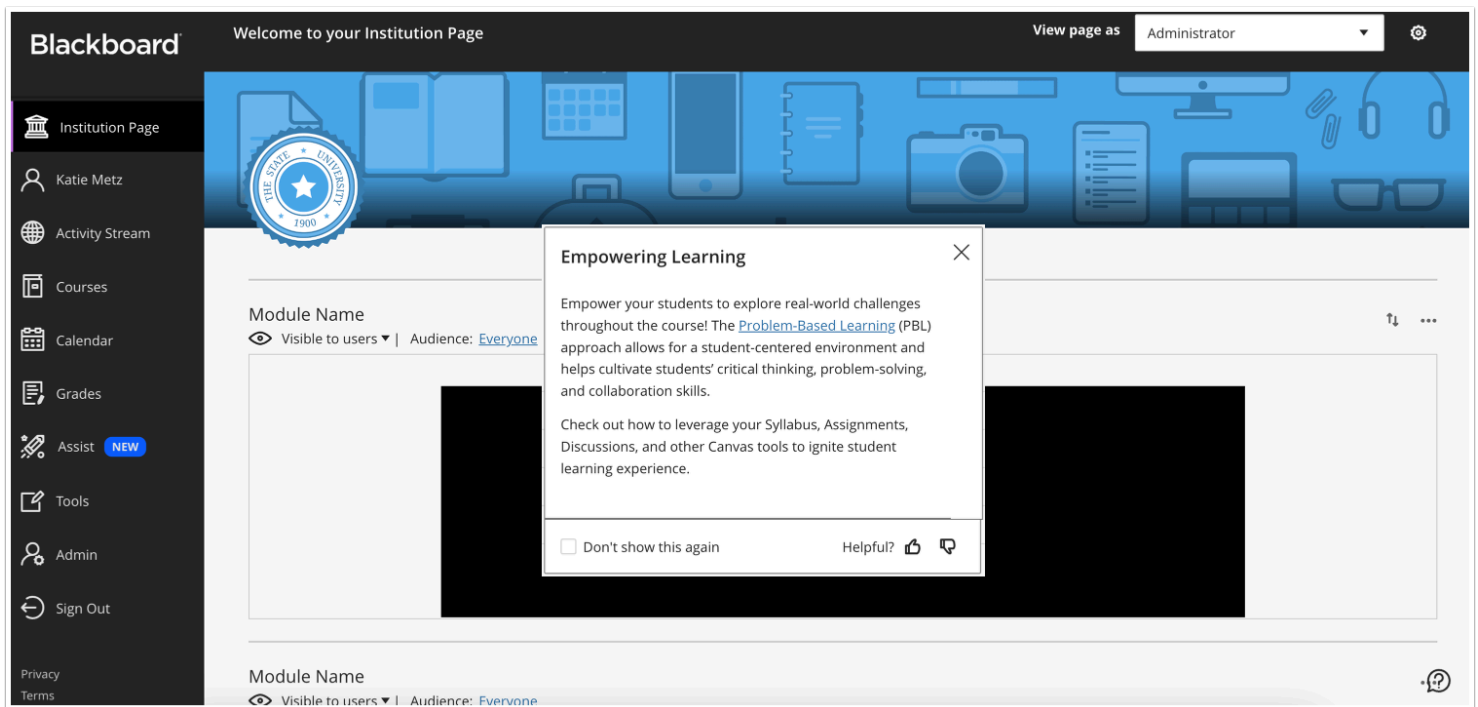 Blackboard
Welcome to your Institution Page
View page as
Administrator
Institution Page
Katie Metz
Activity Stream
Courses
Calendar
Grades
Assist NEW
Tools
Admin
Sign Out
Privacy
Terms
THE STATE UNIVERSITY
1900
Module Name
Visible to users | Audience: Everyone
Empowering Learning
Empower your students to explore real-world challenges
throughout the course! The Problem-Based Learning (PBL)
approach allows for a student-centered environment and
helps cultivate students’ critical thinking, problem-solving,
and collaboration skills.
Check out how to leverage your Syllabus, Assignments,
Discussions, and other Canvas tools to ignite student
learning experience.
Don't show this again
Helpful?
Module Name
Visible to users | Audience: Everyone